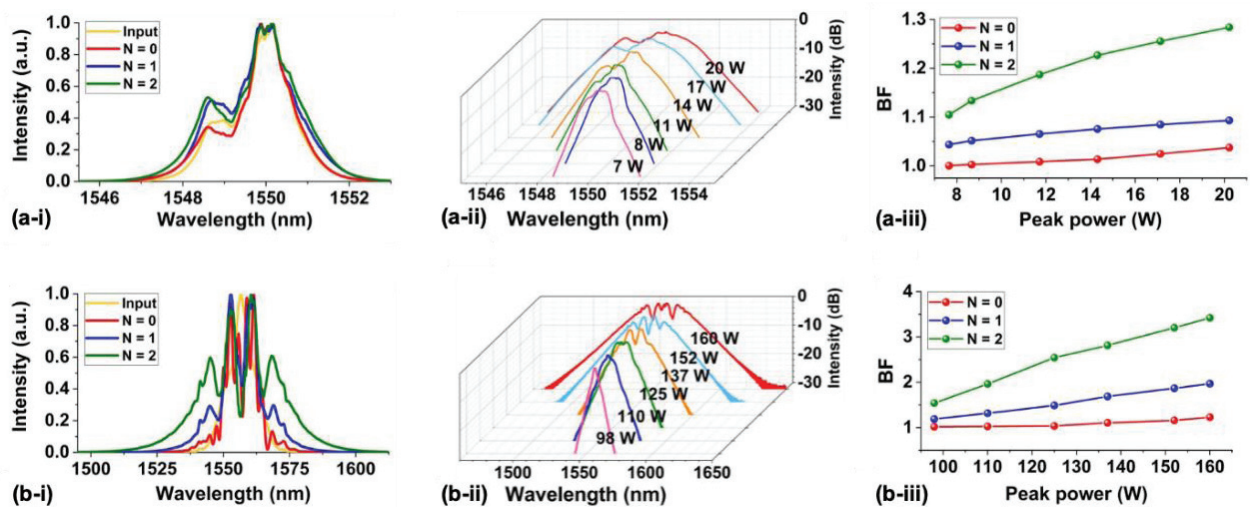 Intensity (a.u.)
1.0
0.8
0.6
0.4
0.2
0.0
Input
N = 0
N = 1
N = 2
1546 1548 1550 1552
Wavelength (nm)
(a-i)
0
-10
-20
-30
Intensity (dB)
20 W
17 W
14 W
11 W
8 W
7 W
1546 1548 1550 1552 1554
Wavelength (nm)
(a-ii)
BF
1.3
1.2
1.1
1.0
N = 0
N = 1
N = 2
8 10 12 14 16 18 20
Peak power (W)
(a-iii)
Intensity (a.u.)
1.0
0.8
0.6
0.4
0.2
0.0
Input
N = 0
N = 1
N = 2
1500 1525 1550 1575 1600
Wavelength (nm)
(b-i)
0
-10
-20
-30
Intensity (dB)
160 W
152 W
137 W
125 W
110 W
98 W
1500 1550 1600 1650
Wavelength (nm)
(b-ii)
BF
4
3
2
1
N = 0
N = 1
N = 2
100 110 120 130 140 150 160
Peak power (W)
(b-iii)